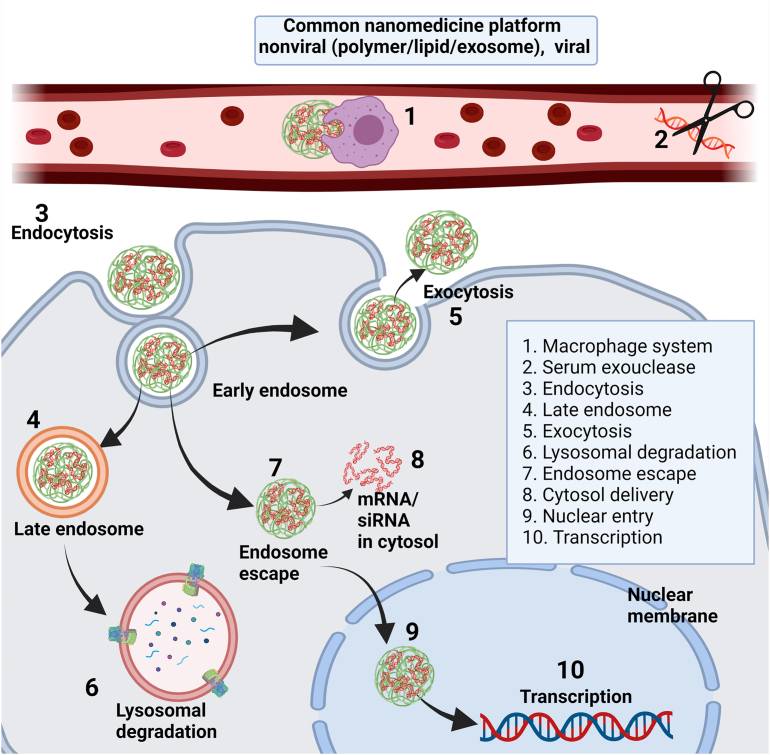 Common nanomedicine platform
nonviral (polymer/lipid/exosome), viral
1
2
3
Endocytosis
Exocytosis
5
Early endosome
4
Late endosome
7
Endosome
escape
8
mRNA/
siRNA
in cytosol
1. Macrophage system
2. Serum exouclease
3. Endocytosis
4. Late endosome
5. Exocytosis
6. Lysosomal degradation
7. Endosome escape
8. Cytosol delivery
9. Nuclear entry
10. Transcription
Nuclear
membrane
6
Lysosomal
degradation
9
10
Transcription